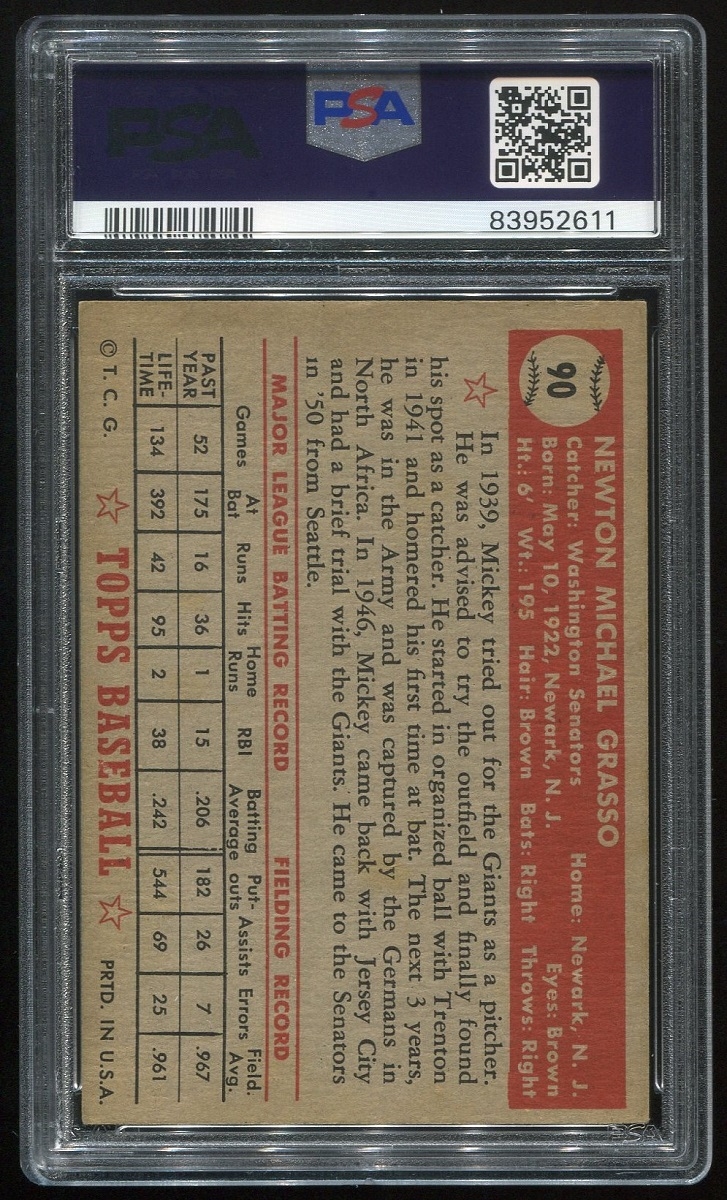 PSA
PSA
83952611
90
NEWTON MICHAEL GRASSO
Catcher: Washington Senators Home: Newark, N. J.
Born: May 10, 1922, Newark, N. J. Eyes: Brown
Ht.: 6' Wt.: 195 Hair: Brown Bats: Right Throws: Right
In 1939, Mickey tried out for the Giants as a pitcher.
He was advised to try the outfield and finally found
his spot as a catcher. He started in organized ball with Trenton
in 1941 and homered his first time at bat. The next 3 years,
he was in the Army and was captured by the Germans in
North Africa. In 1946, Mickey came back with Jersey City
and had a brief trial with the Giants. He came to the Senators
in '50 from Seattle.
MAJOR LEAGUE BATTING RECORD FIELDING RECORD
Games At Bat Runs Hits Home Runs RBI Batting Average Put-outs Assists Errors Field. Avg.
PAST YEAR 52 175 16 36 1 15 .206 182 26 7 .967
LIFE-TIME 134 392 42 95 2 38 .242 544 69 25 .961
© T. C. G. TOPPS BASEBALL PRTD. IN U.S.A.
PSA